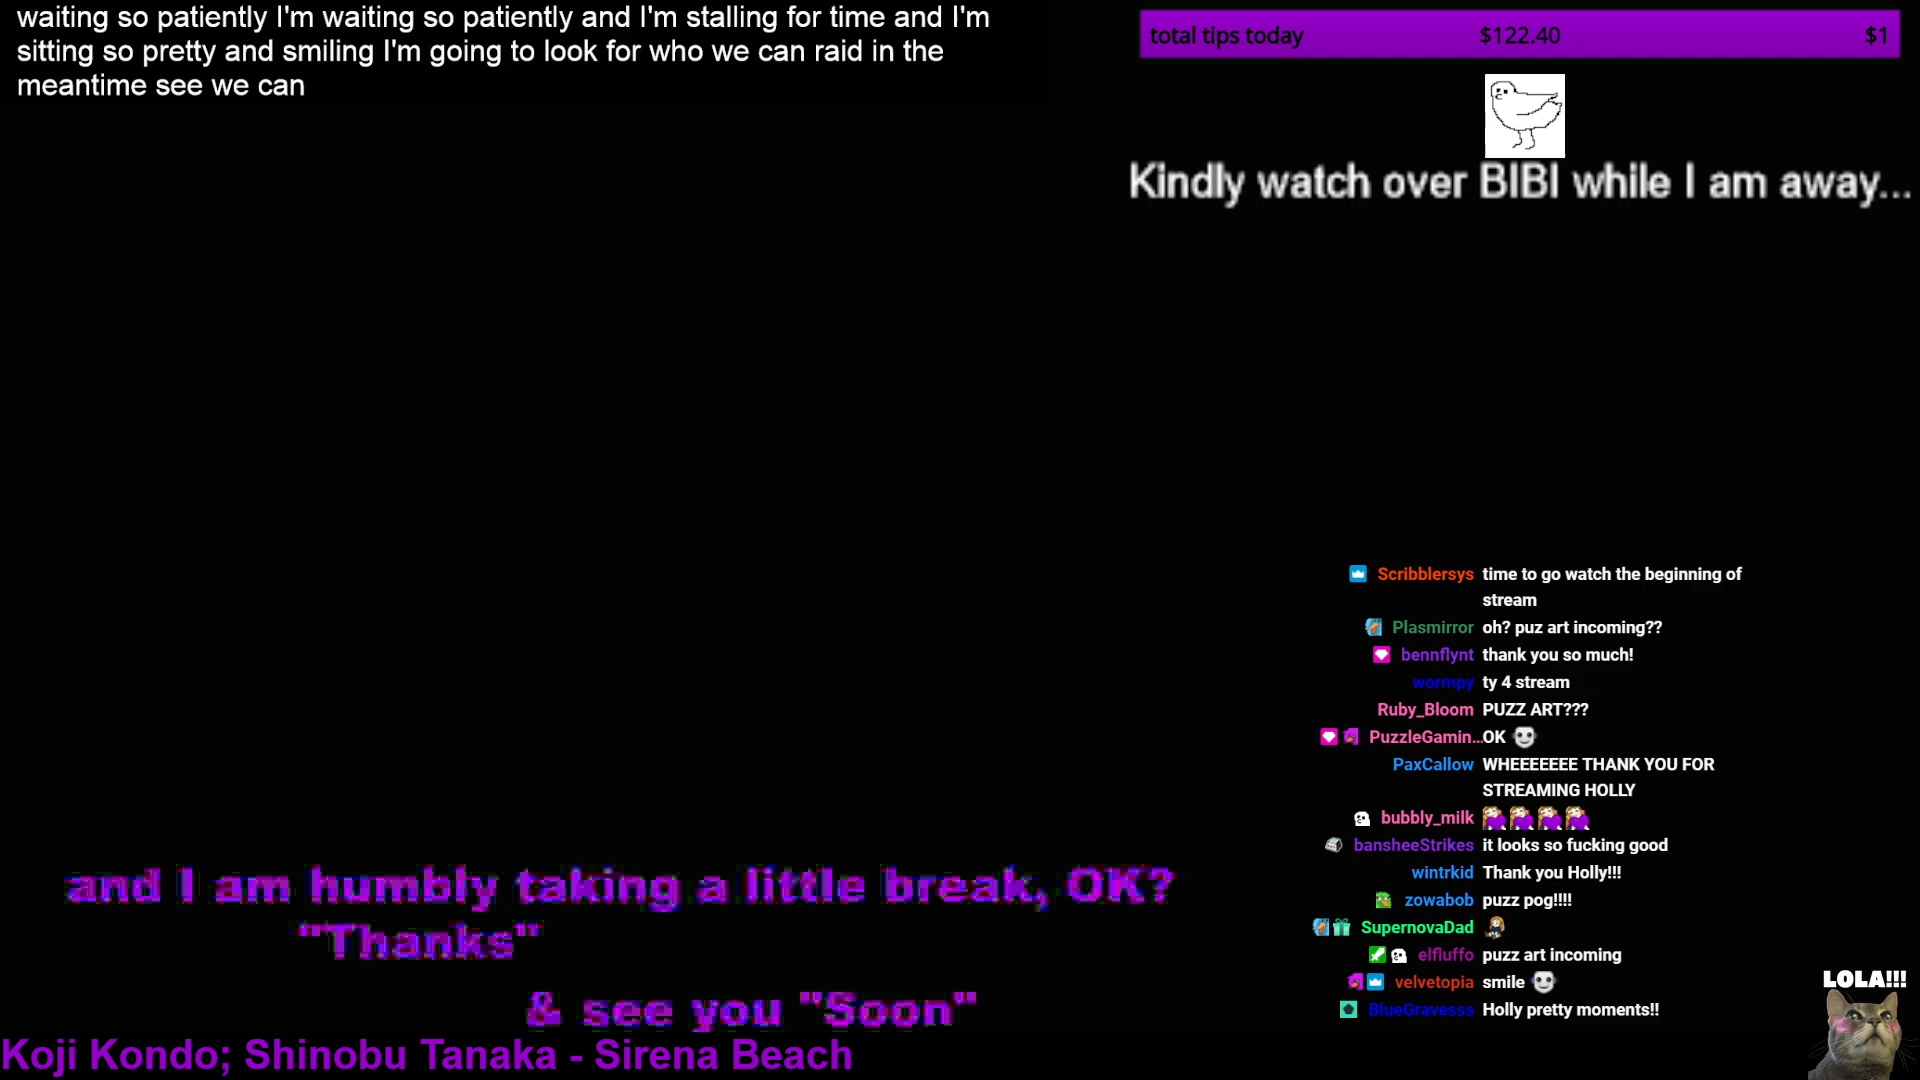 waiting so patiently I'm waiting so patiently and I'm stalling for time and I'm
sitting so pretty and smiling I'm going to look for who we can raid in the
meantime see we can
total tips today $122.40 $1
Kindly watch over BIBI while I am away...
Scribblersys time to go watch the beginning of
stream
Plasmirror oh? puz art incoming??
bennflynt thank you so much!
wormpy ty 4 stream
Ruby_Bloom PUZZ ART???
PuzzleGamin... OK
PaxCallow WHEEEEEEE THANK YOU FOR
STREAMING HOLLY
bubbly_milk
bansheeStrikes it looks so fucking good
wintrkid Thank you Holly!!!
zowabob puzz pog!!!!
SupernovaDad
elfluffo puzz art incoming
velvetopia smile
BlueGravesss Holly pretty moments!!
LOLA!!!
and I am humbly taking a little break, OK?
"Thanks"
& see you "Soon"
Koji Kondo; Shinobu Tanaka - Sirena Beach